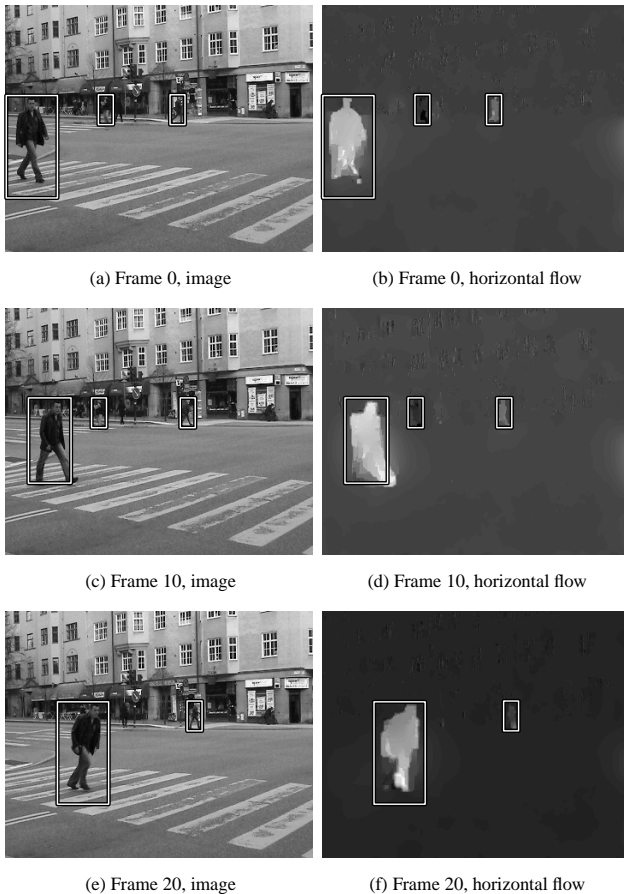 (a) Frame 0, image
(b) Frame 0, horizontal flow
(c) Frame 10, image
(d) Frame 10, horizontal flow
(e) Frame 20, image
(f) Frame 20, horizontal flow